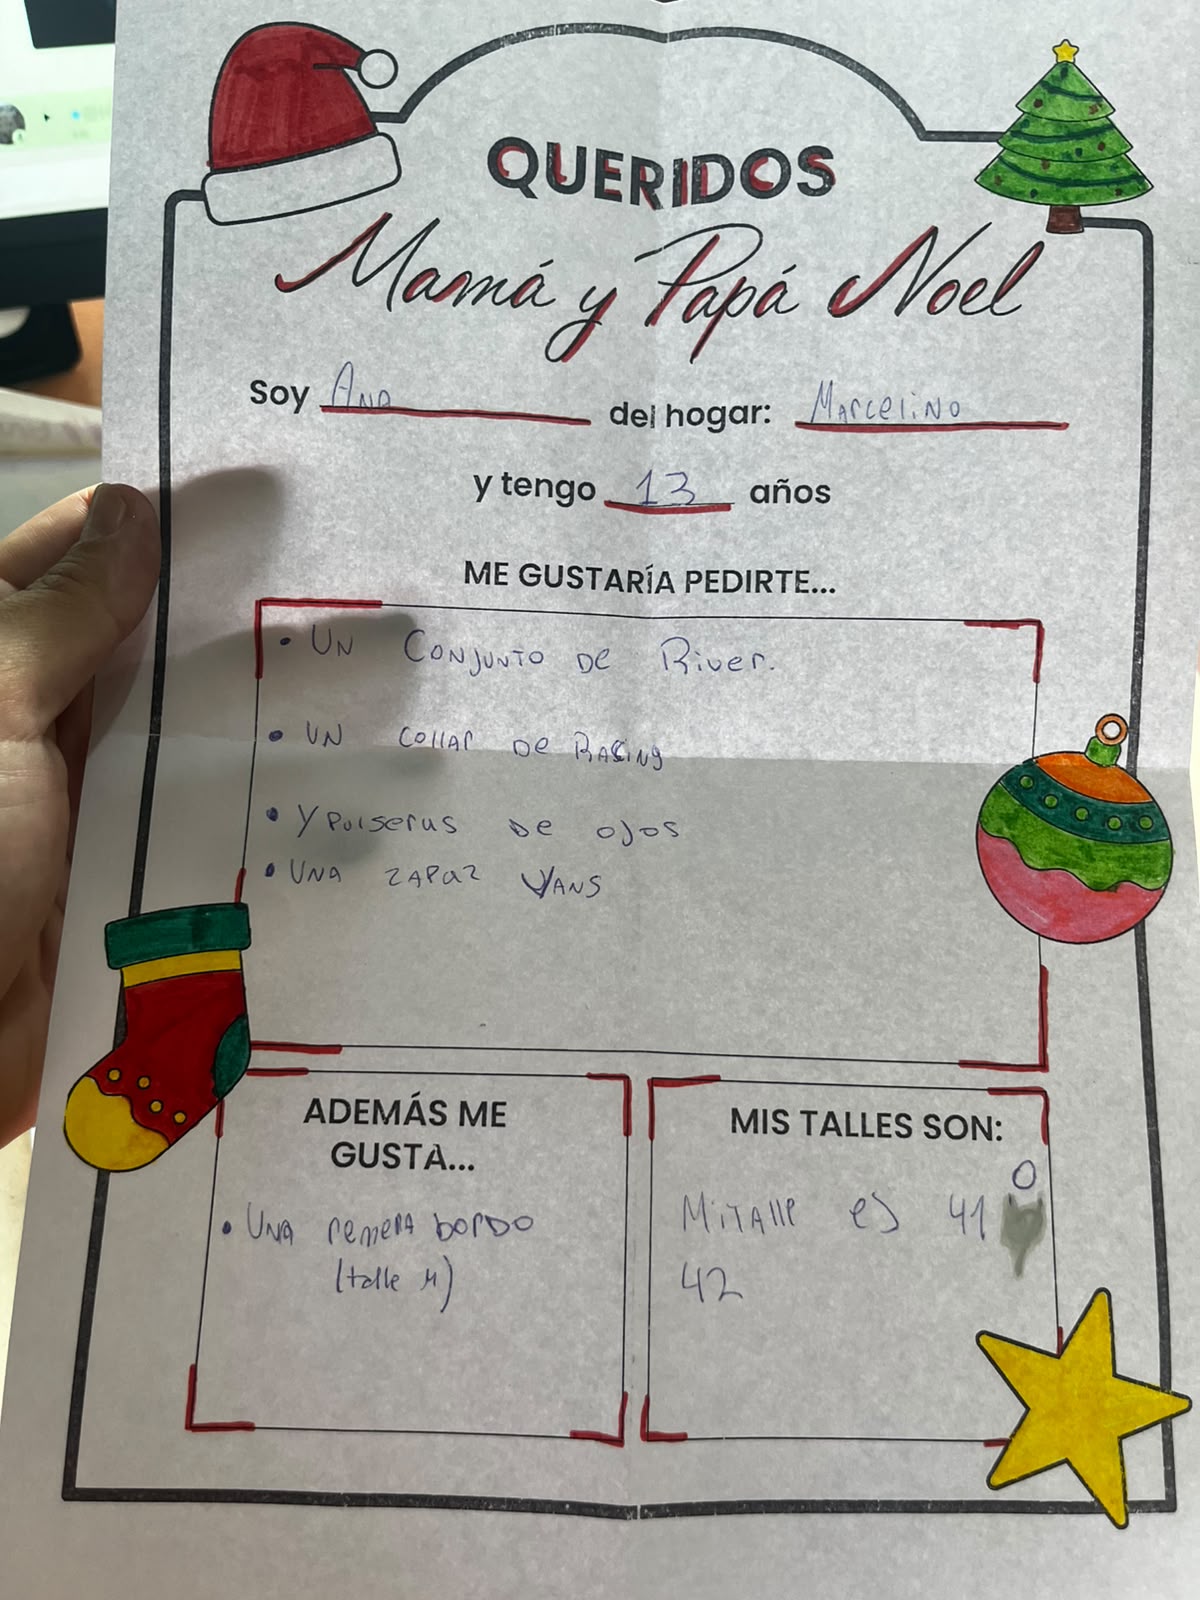 QUERIDOS
Mamá y Papá Noel
Soy Ana del hogar: Marcelino
y tengo 13 años
ME GUSTARÍA PEDIRTE...
• UN CONJUNTO DE River.
• UN collar DE RACING
• Y pulseras DE OJOS
• UNA ZAPAZ VANS
ADEMÁS ME
GUSTA...
• UNA remera bordo
(talle M)
MIS TALLES SON:
Mi Talle es 41 O
42